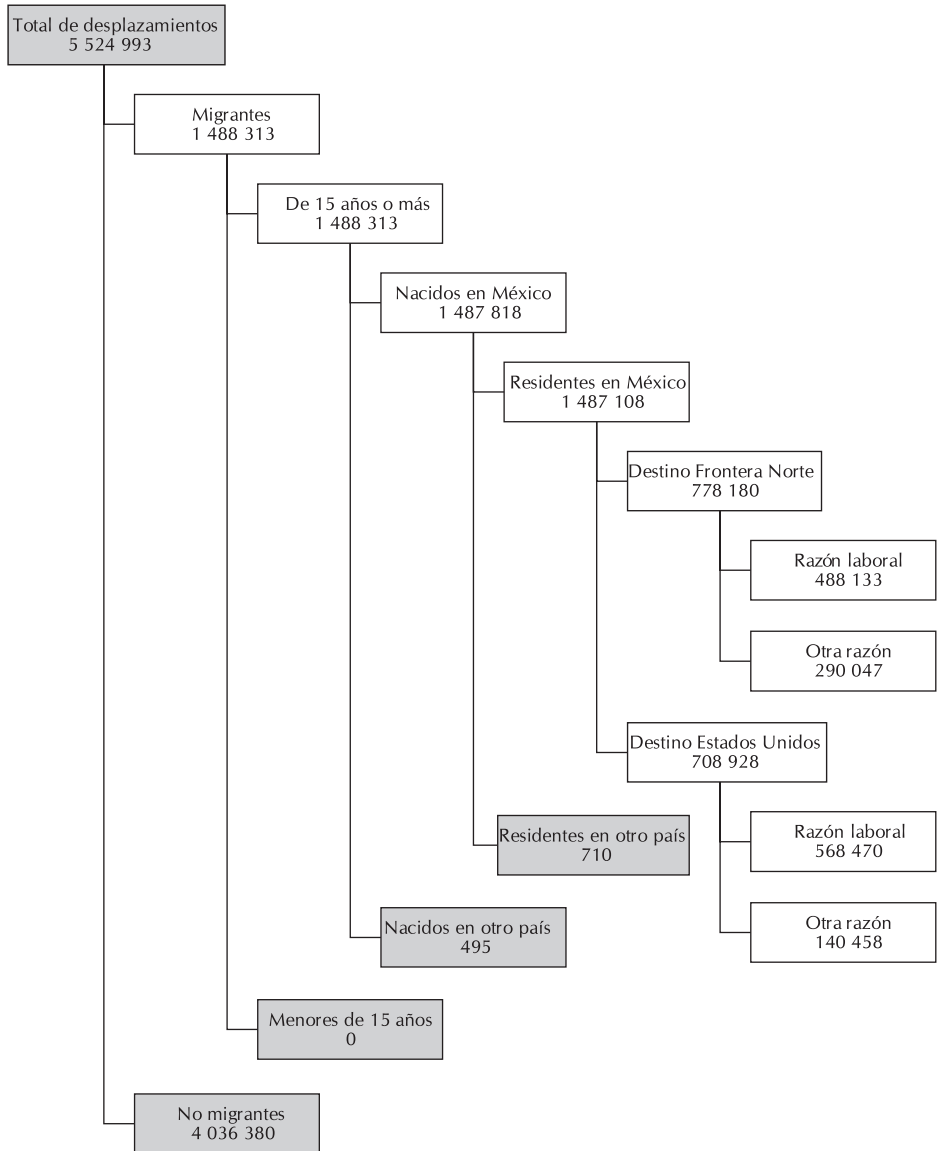 Total de desplazamientos
5 524 993
Migrantes
1 488 313
De 15 años o más
1 488 313
Nacidos en México
1 487 818
Residentes en México
1 487 108
Destino Frontera Norte
778 180
Razón laboral
488 133
Otra razón
290 047
Destino Estados Unidos
708 928
Razón laboral
568 470
Otra razón
140 458
Residentes en otro país
710
Nacidos en otro país
495
Menores de 15 años
0
No migrantes
4 036 380